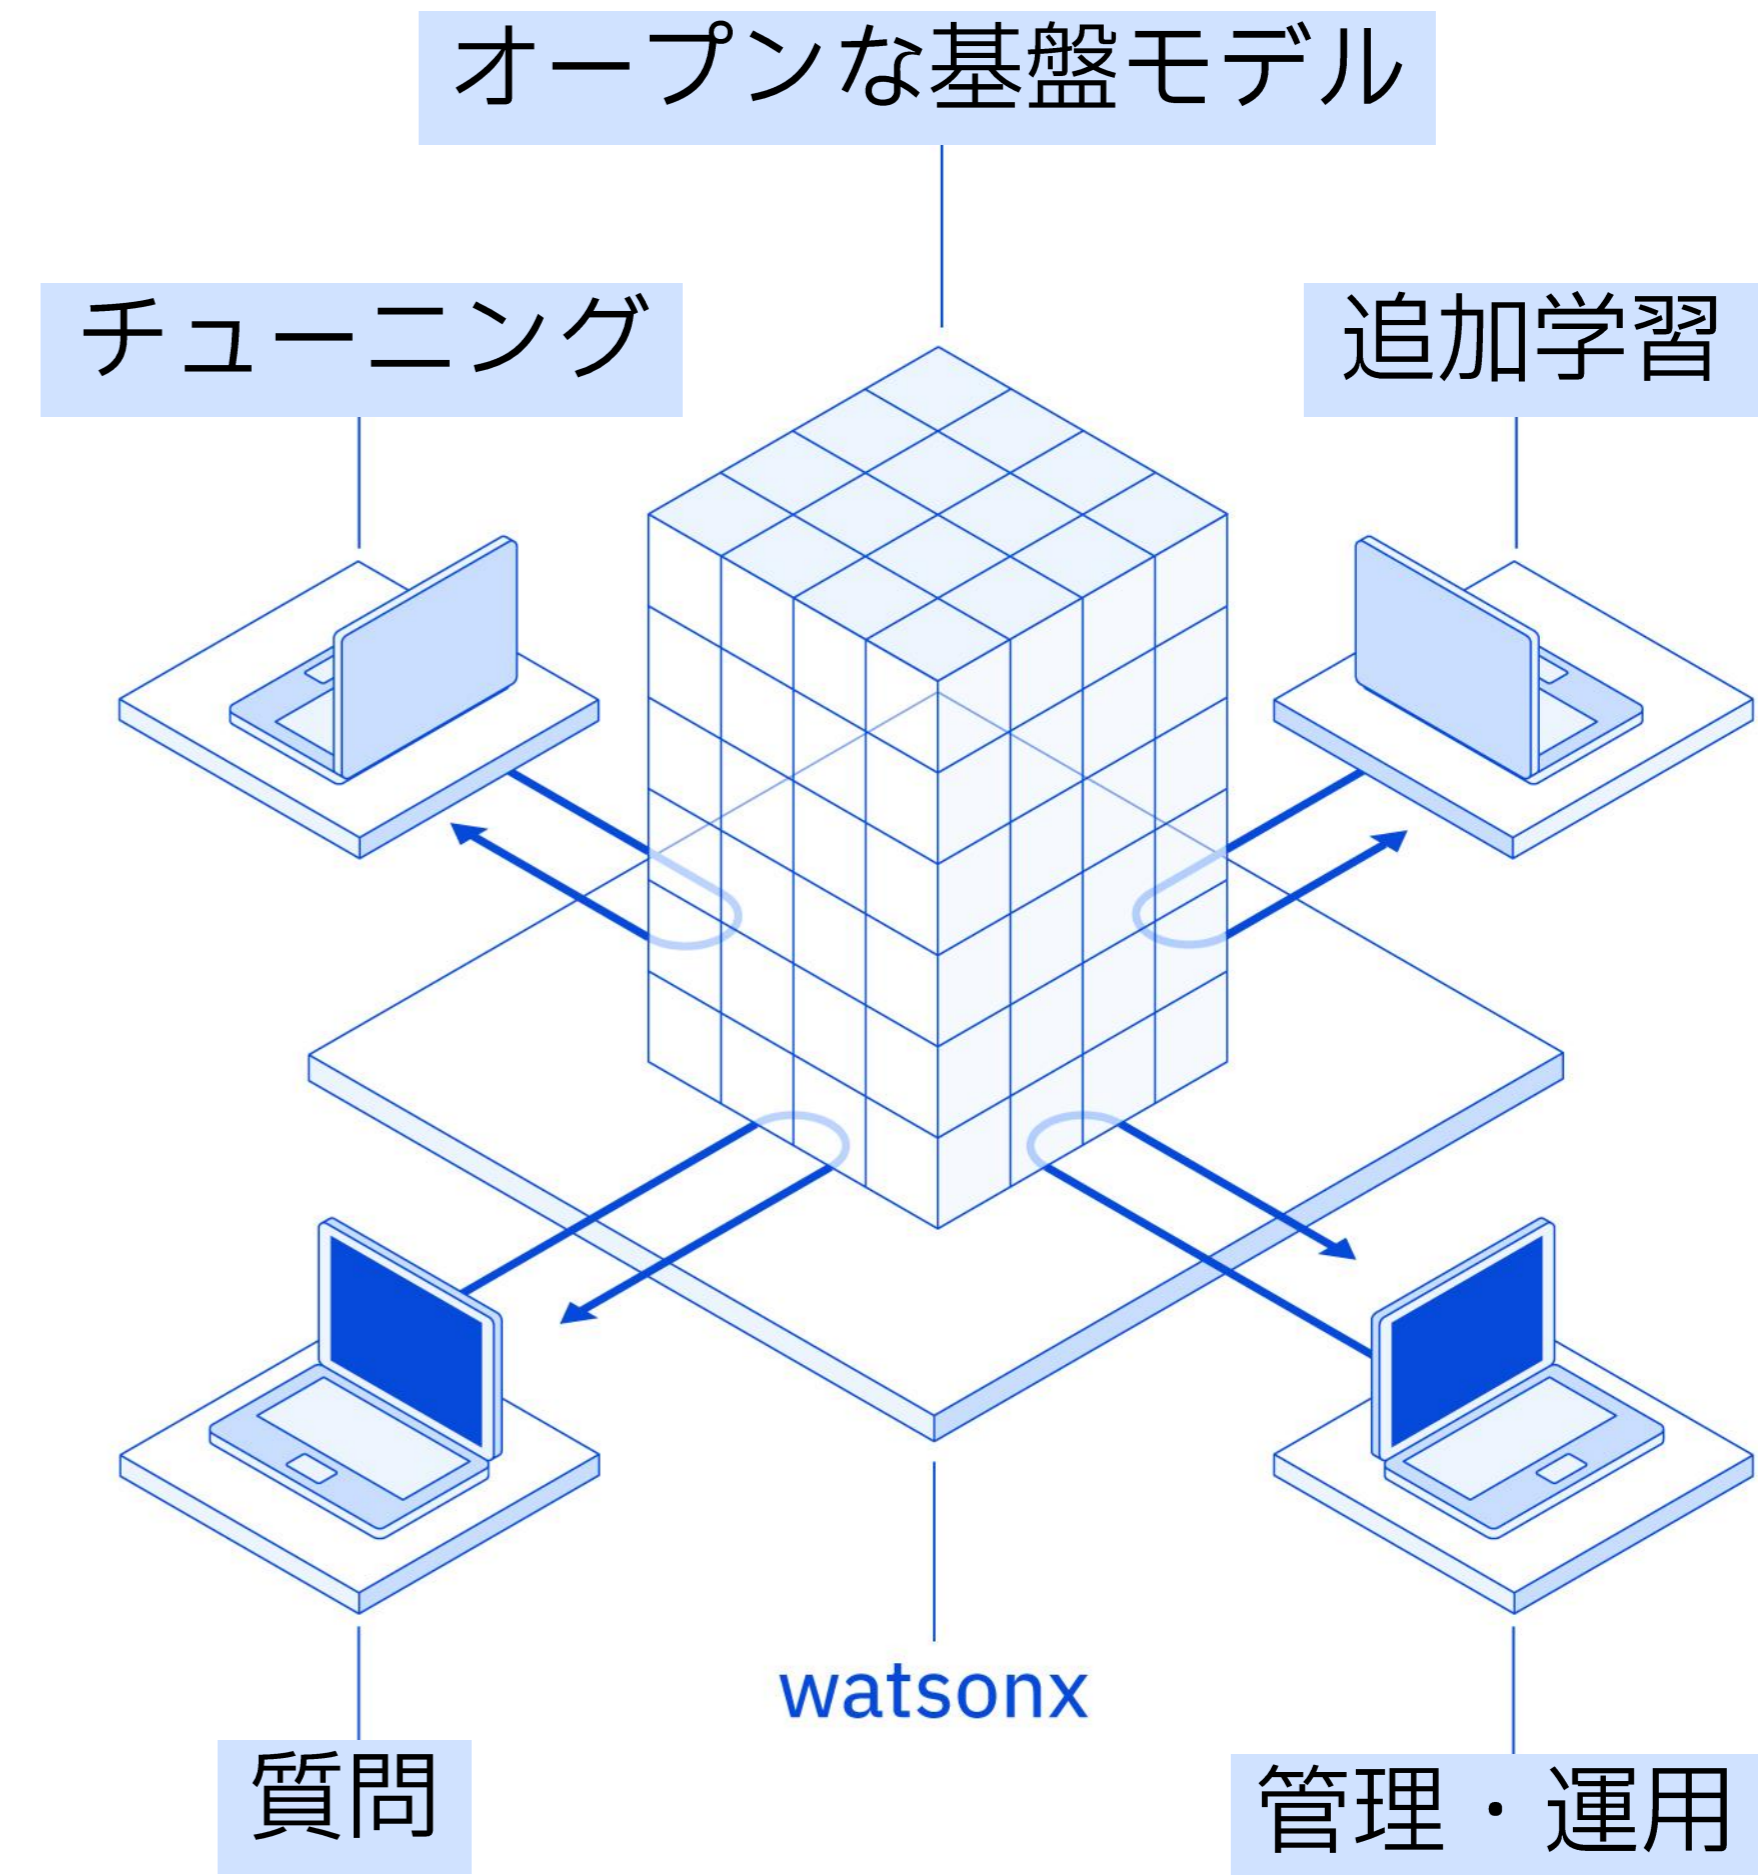 オープンな基盤モデル
チューニング
追加学習
watsonx
質問
管理・運用